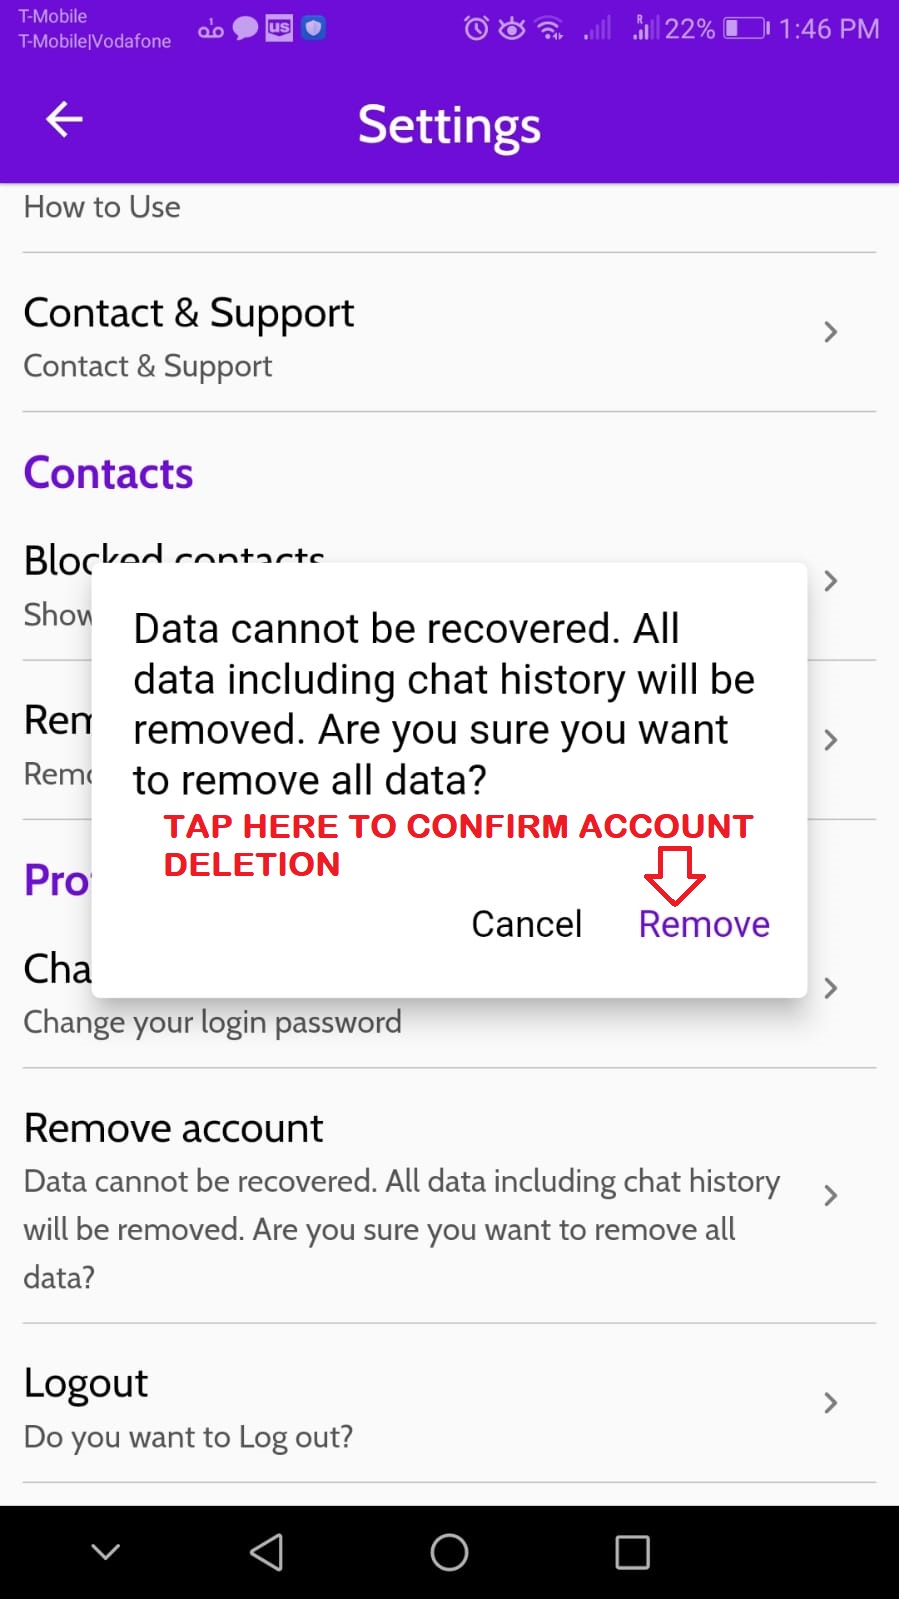 T-Mobile
T-Mobile|Vodafone
us
R
22%
1:46 PM
Settings
How to Use
Contact & Support
Contact & Support
Contacts
Blocked contacts
Show
Rem
Remo
Data cannot be recovered. All
data including chat history will be
removed. Are you sure you want
to remove all data?
TAP HERE TO CONFIRM ACCOUNT
DELETION
Cancel Remove
Pro
Cha
Change your login password
Remove account
Data cannot be recovered. All data including chat history
will be removed. Are you sure you want to remove all
data?
Logout
Do you want to Log out?